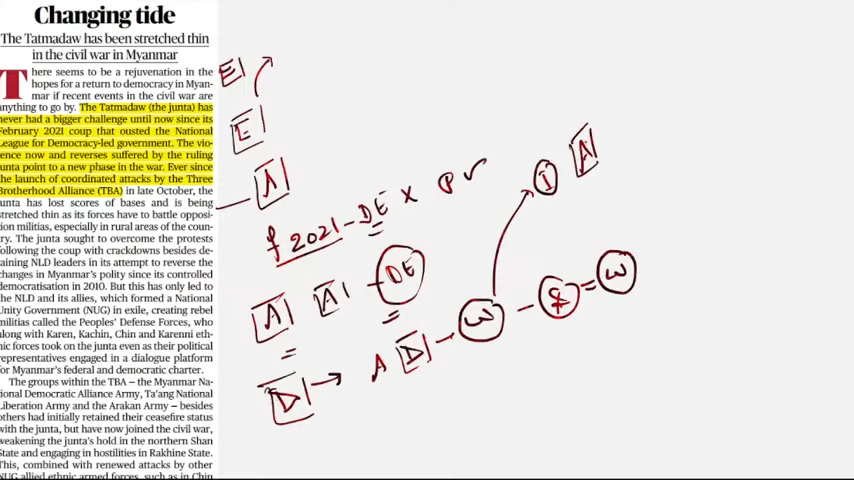 Changing tide
The Tatmadaw has been stretched thin
in the civil war in Myanmar
There seems to be a rejuvenation in the
hopes for a return to democracy in Myan-
mar if recent events in the civil war are
anything to go by. The Tatmadaw (the junta) has
never had a bigger challenge until now since its
February 2021 coup that ousted the National
League for Democracy-led government. The vio-
lence now and reverses suffered by the ruling
junta point to a new phase in the war. Ever since
the launch of coordinated attacks by the Three
Brotherhood Alliance (TBA) in late October, the
junta has lost scores of bases and is being
stretched thin as its forces have to battle opposi-
tion militias, especially in rural areas of the coun-
try. The junta sought to overcome the protests
following the coup with crackdowns besides de-
taining NLD leaders in its attempt to reverse the
changes in Myanmar's polity since its controlled
democratisation in 2010. But this has only led to
the NLD and its allies, which formed a National
Unity Government (NUG) in exile, creating rebel
militias called the Peoples' Defense Forces, who
along with Karen, Kachin, Chin and Karenni eth-
nic forces took on the junta even as their political
representatives engaged in a dialogue platform
for Myanmar's federal and democratic charter.
The groups within the TBA — the Myanmar Na-
tional Democratic Alliance Army, Ta'ang National
Liberation Army and the Arakan Army — besides
others had initially retained their ceasefire status
with the junta, but have now joined the civil war,
weakening the junta's hold in the northern Shan
State and engaging in hostilities in Rakhine State.
This, combined with renewed attacks by other
NUG allied ethnic armed forces, such as in Chin
E
E
A
f 2021 - DE × P
I A
A A - DE
D → A D - W - = W